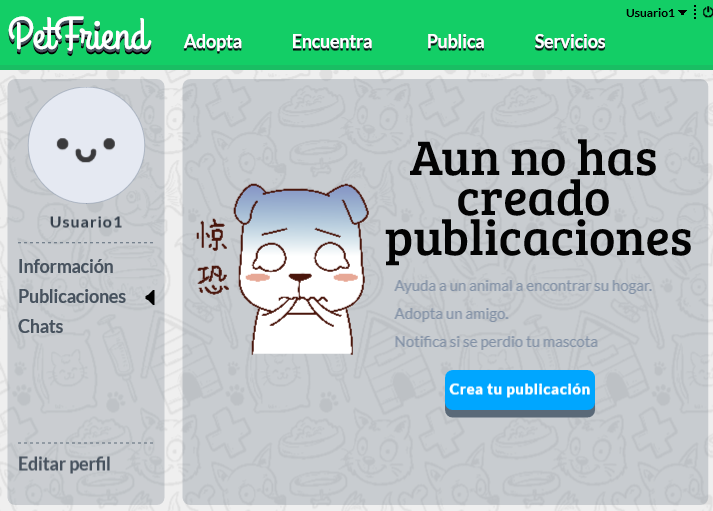 Usuario1
PetFriend
Adopta
Encuentra
Publica
Servicios
Usuario1
Información
Publicaciones
Chats
Editar perfil
惊
恐
Aun no has
creado
publicaciones
Ayuda a un animal a encontrar su hogar.
Adopta un amigo.
Notifica si se perdio tu mascota
Crea tu publicación